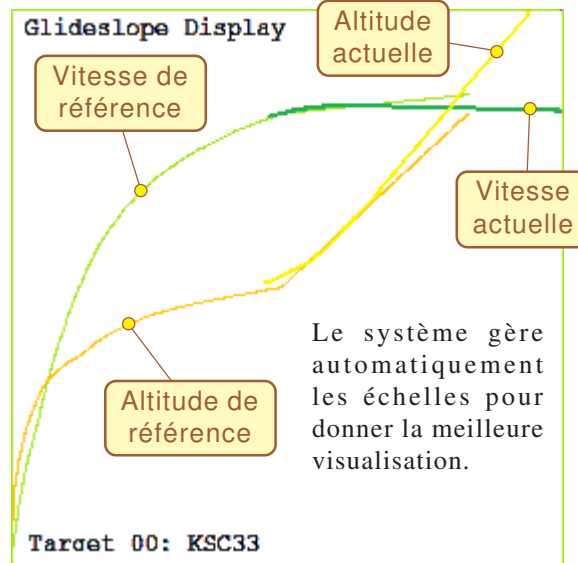 Glideslope Display
Altitude
actuelle
Vitesse de
référence
Vitesse
actuelle
Altitude de
référence
Le système gère
automatiquement
les échelles pour
donner la meilleure
visualisation.
Target 00: KSC33